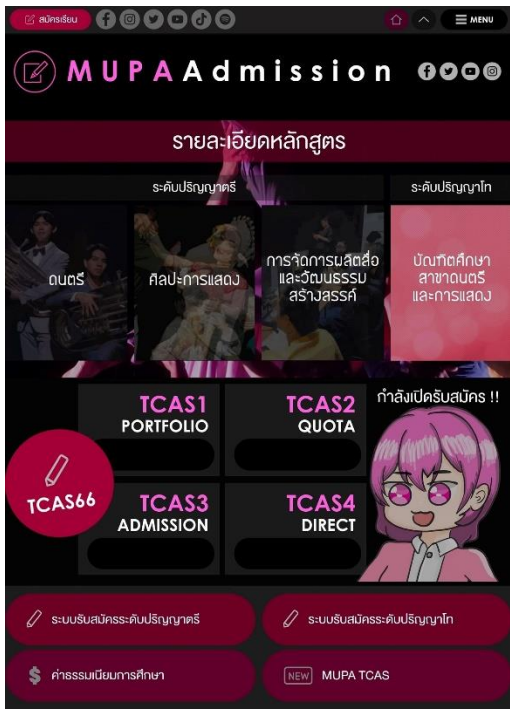 สมัครเรียน
MENU
MUPA Admission
รายละเอียดหลักสูตร
ระดับปริญญาตรี
ระดับปริญญาโท
ดนตรี
ศิลปะการแสดง
การจัดการผลิตสื่อ
และวัฒนธรรม
สร้างสรรค์
บัณฑิตศึกษา
สาขาดนตรี
และการแสดง
กำลังเปิดรับสมัคร !!
TCAS66
TCAS1
PORTFOLIO
TCAS2
QUOTA
TCAS3
ADMISSION
TCAS4
DIRECT
ระบบรับสมัครระดับปริญญาตรี
ระบบรับสมัครระดับปริญญาโท
$ ค่าธรรมเนียมการศึกษา
NEW MUPA TCAS